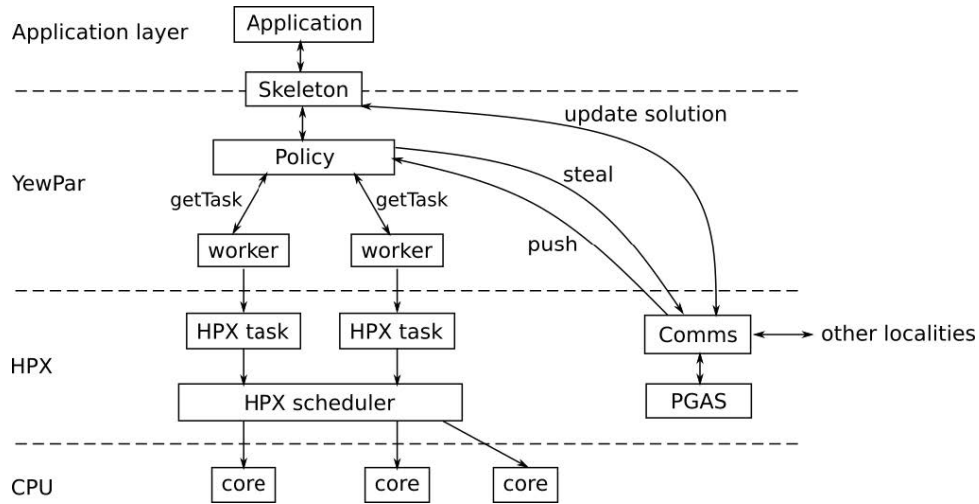 Application layer
Application
Skeleton
update solution
Policy
steal
YewPar
getTask
getTask
push
worker
worker
HPX task
HPX task
Comms
other localities
HPX
HPX scheduler
PGAS
CPU
core
core
core